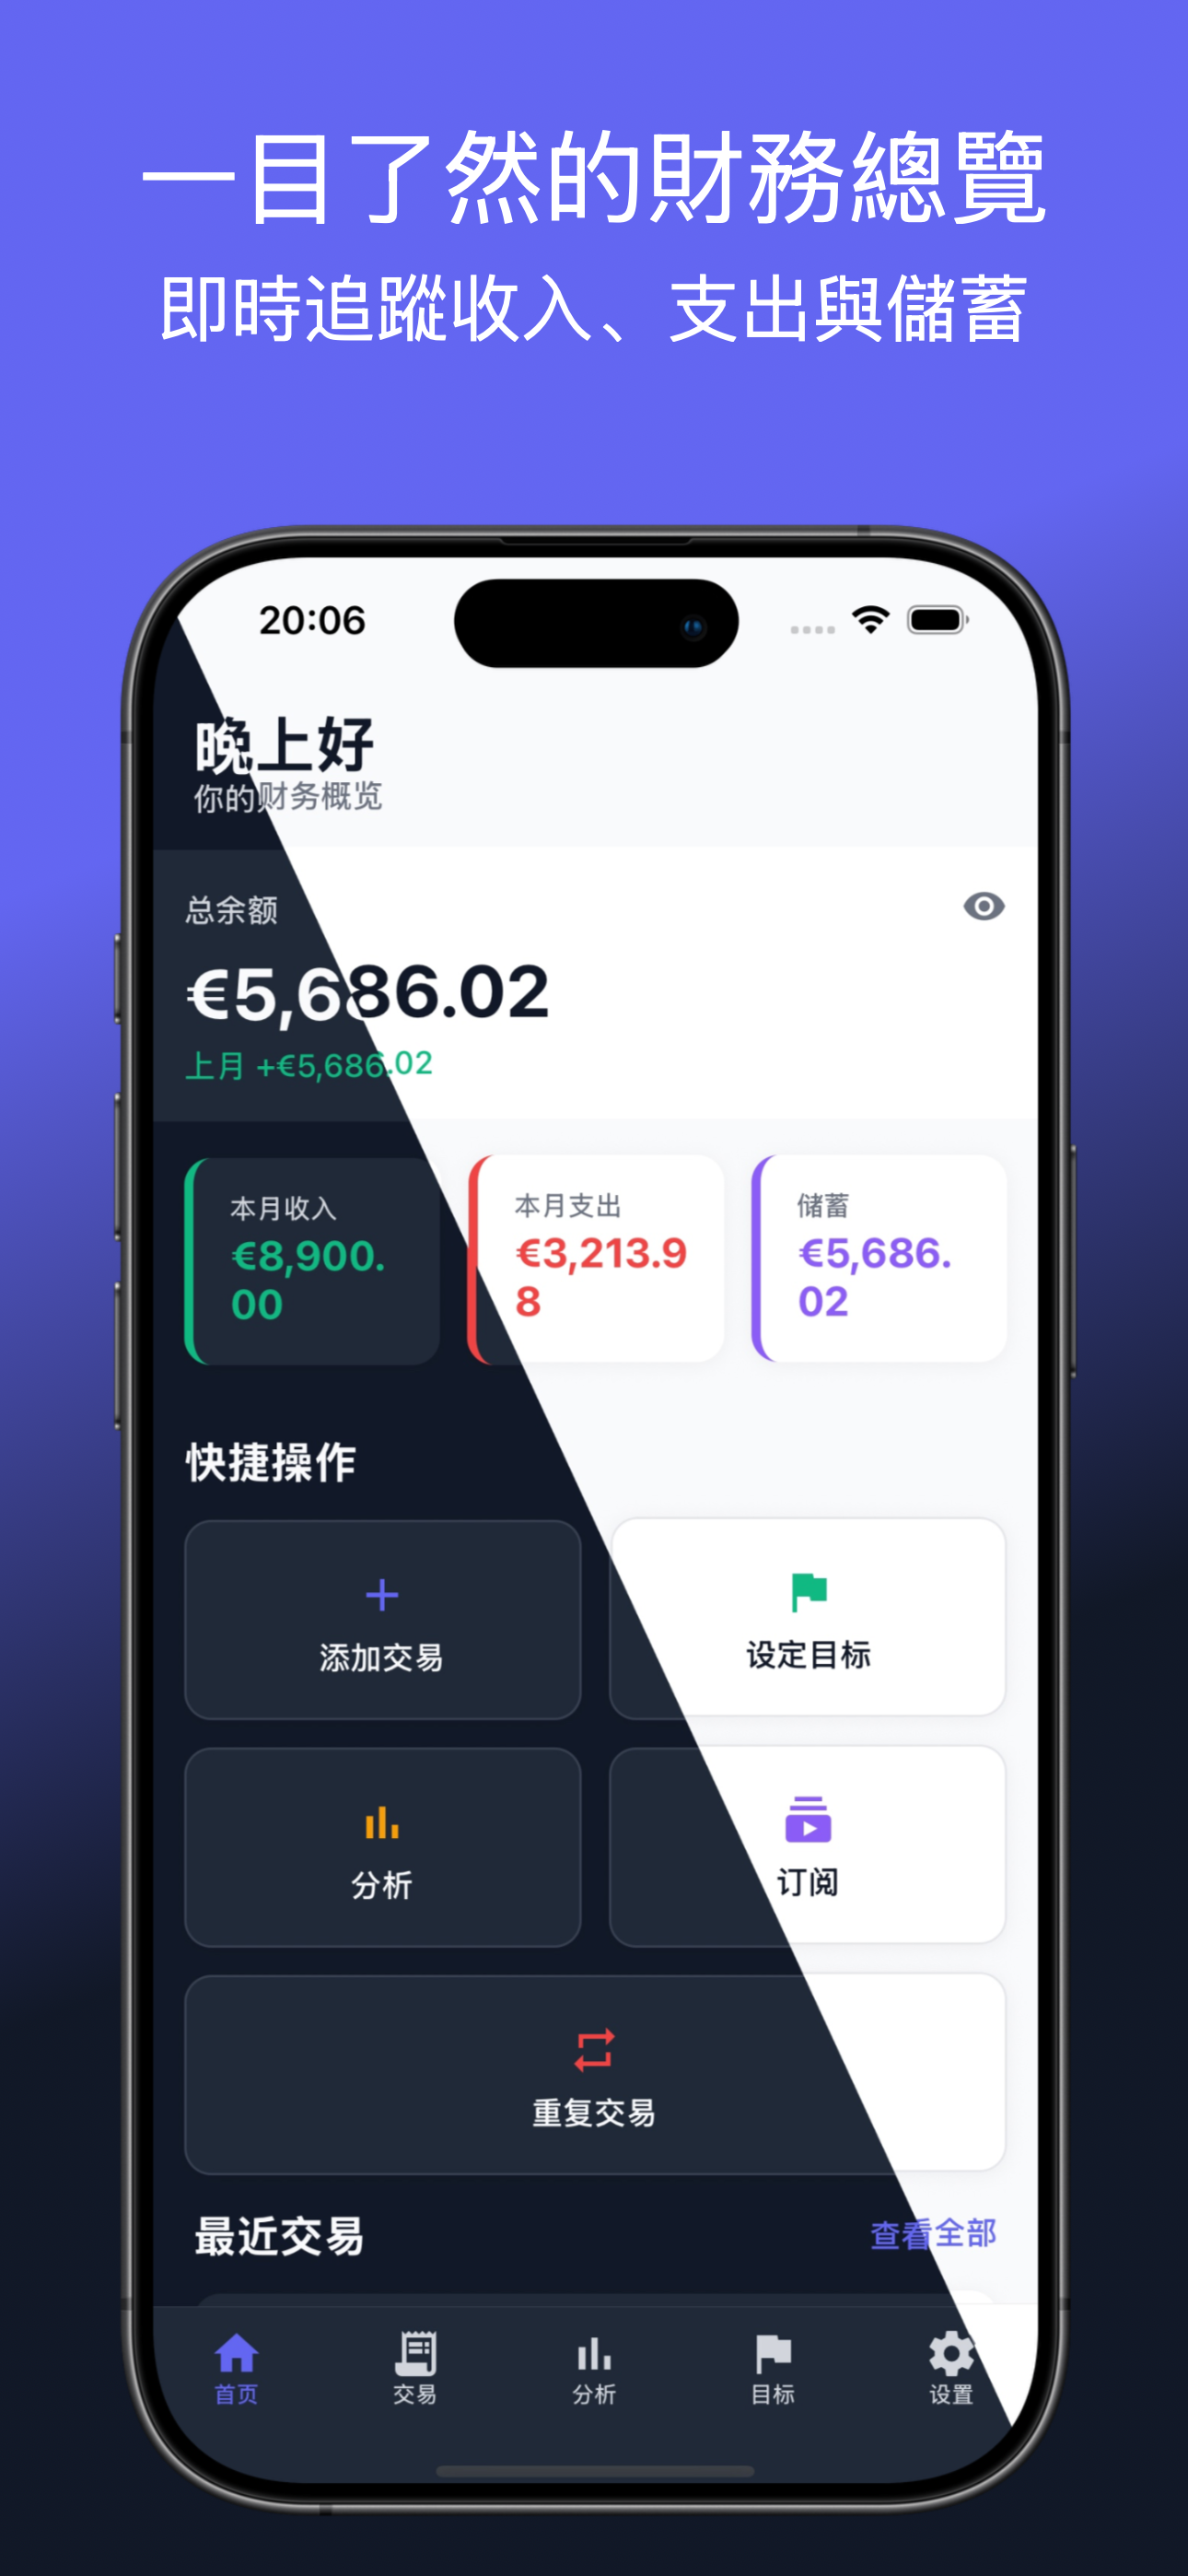 一目了然的財務總覽
即時追蹤收入、支出與儲蓄
20:06
晚上好
你的财务概览
总余额
€5,686.02
上月 +€5,686.02
本月收入
€8,900.
00
本月支出
€3,213.9
8
储蓄
€5,686.
02
快捷操作
添加交易
设定目标
分析
订阅
重复交易
最近交易
查看全部
首页
交易
分析
目标
设置